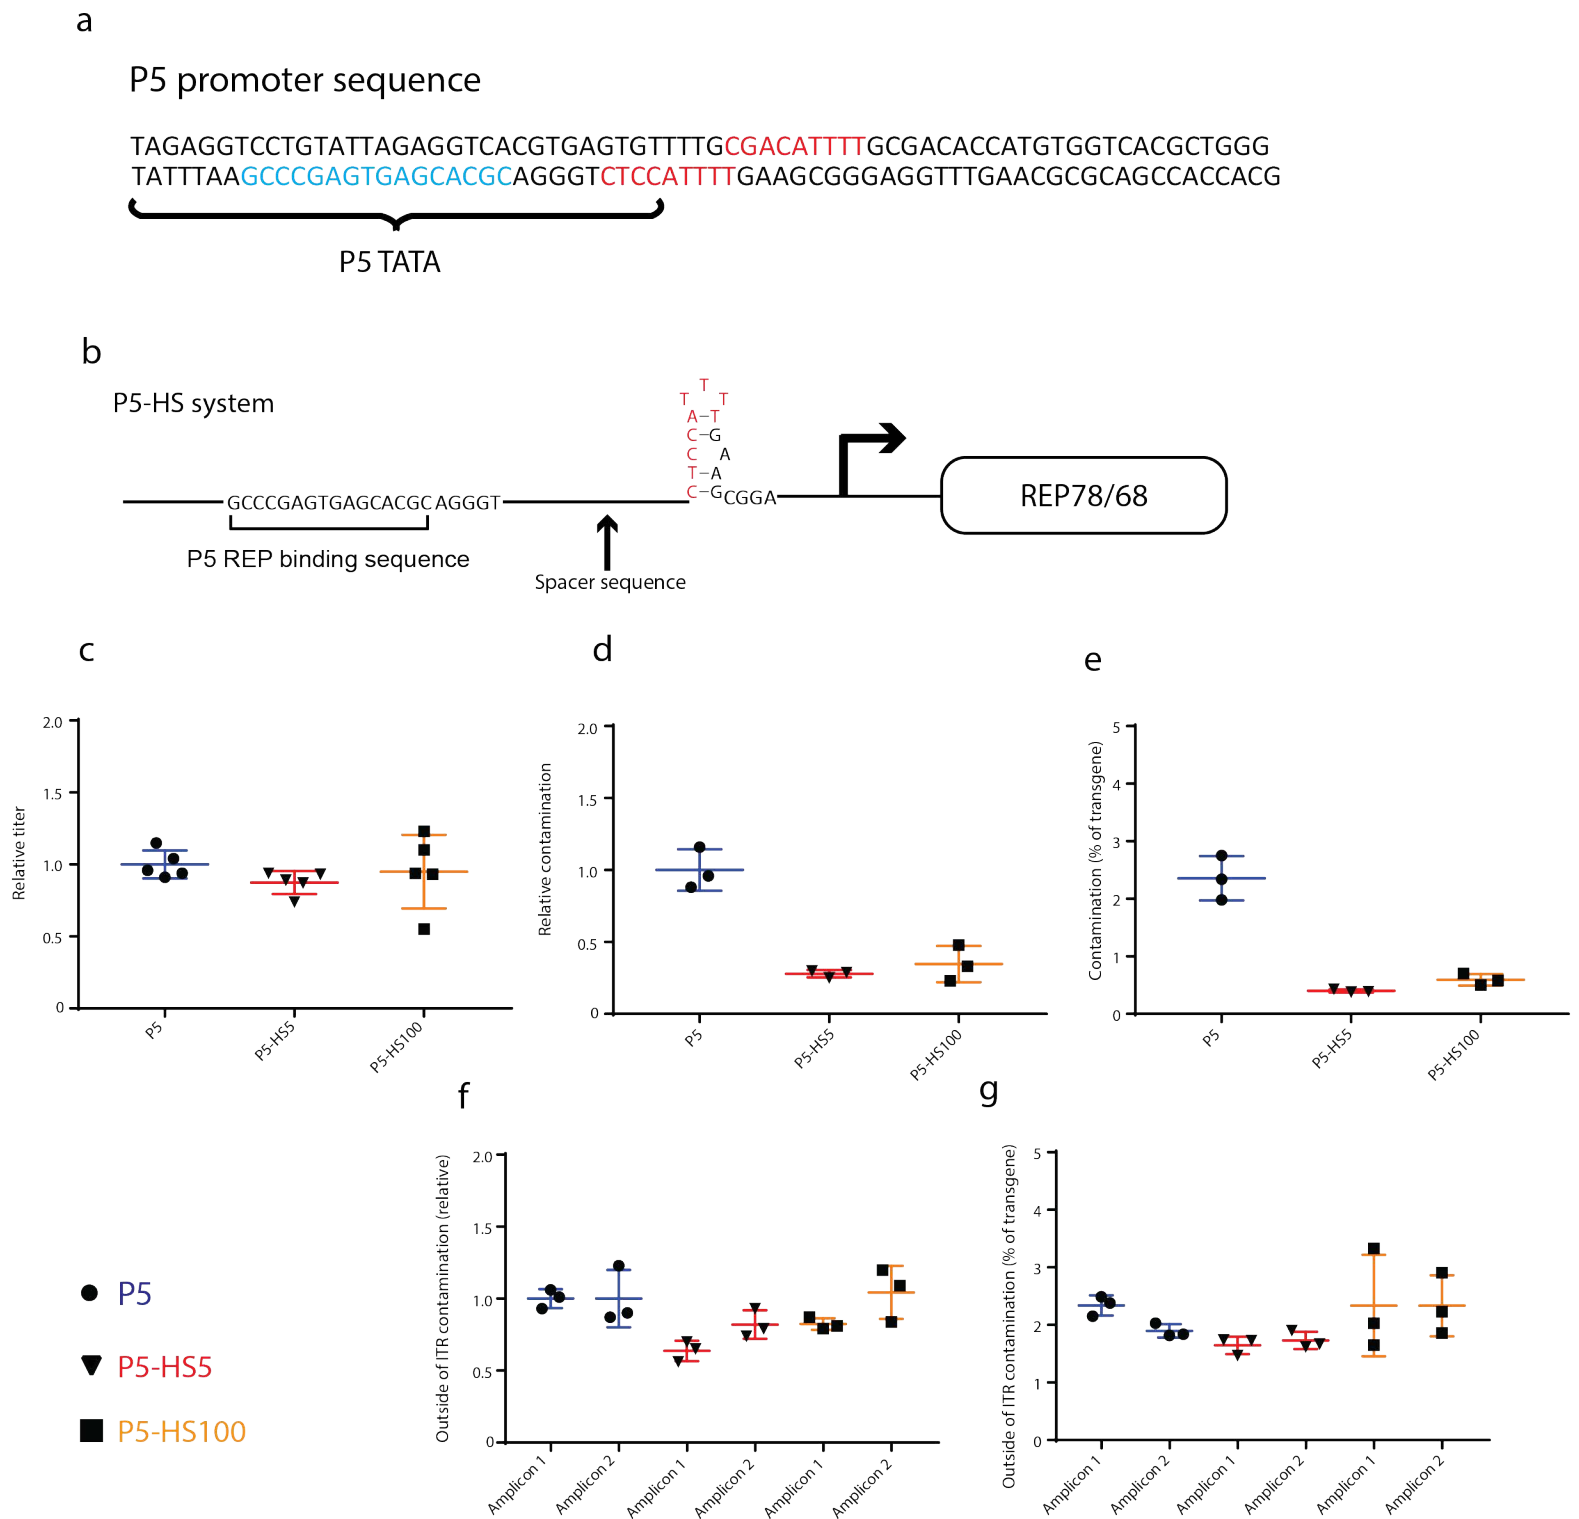 a
P5 promoter sequence
TAGAGGTCCTGTATTAGAGGTCACGTGAGTGTTTTGCGACATTTTGCGACACCATGTGGTCACGCTGGG
TATTTAAGCCCGAGTGAGCACGCAGGGTCTCCATTTTGAAGCGGGAGGTTTGAACGCGCAGCCACCACG
P5 TATA
b
P5-HS system
T
T T
A–T
C–G
C A
T–A
C–GCGGA
GCCCGAGTGAGCACGCAGGGT
REP78/68
P5 REP binding sequence
Spacer sequence
c
Relative titer
2.0
1.5
1.0
0.5
0
P5
P5-HS5
P5-HS100
d
Relative contamination
2.0
1.5
1.0
0.5
0
P5
P5-HS5
P5-HS100
e
Contamination (% of transgene)
5
4
3
2
1
0
P5
P5-HS5
P5-HS100
f
Outside of ITR contamination (relative)
2.0
1.5
1.0
0.5
0
Amplicon 1
Amplicon 2
Amplicon 1
Amplicon 2
Amplicon 1
Amplicon 2
g
Outside of ITR contamination (% of transgene)
5
4
3
2
1
0
Amplicon 1
Amplicon 2
Amplicon 1
Amplicon 2
Amplicon 1
Amplicon 2
P5
P5-HS5
P5-HS100